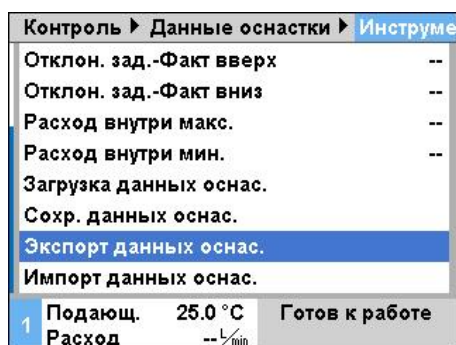 Контроль ▶ Данные оснастки ▶ Инструме
Отклон. зад.-Факт вверх --
Отклон. зад.-Факт вниз --
Расход внутри макс. --
Расход внутри мин. --
Загрузка данных оснас.
Сохр. данных оснас.
Экспорт данных оснас.
Импорт данных оснас.
1 Подающ. 25.0 °C Готов к работе
Расход -- L/min